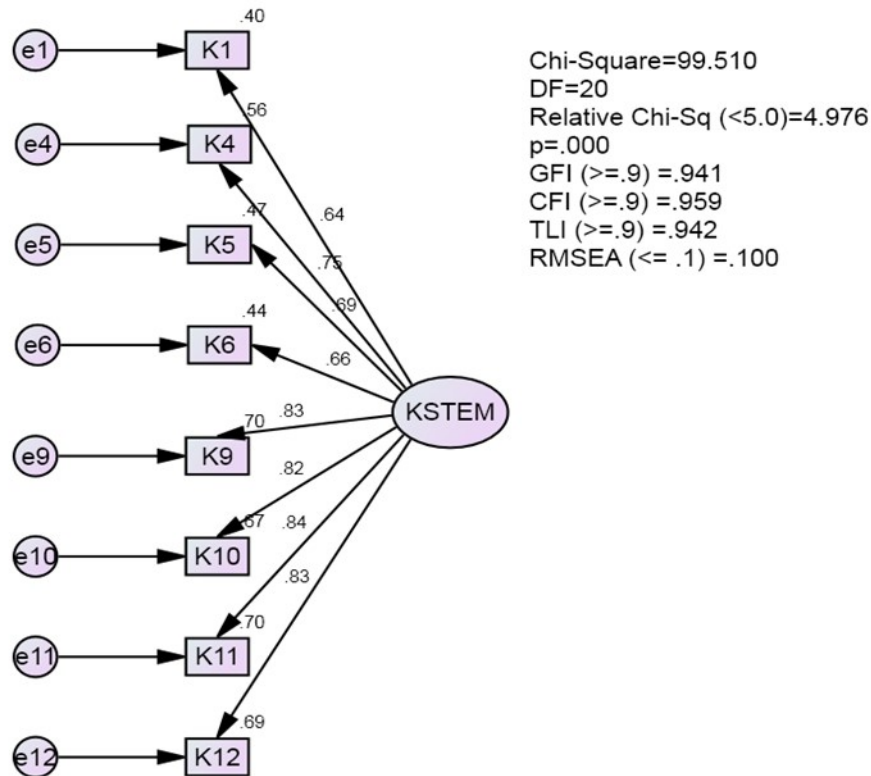 .40
e1
K1
Chi-Square=99.510
DF=20
Relative Chi-Sq (<5.0)=4.976
p=.000
GFI (>=.9) =.941
CFI (>=.9) =.959
TLI (>=.9) =.942
RMSEA (<= .1) =.100
.56
e4
K4
.64
.47
e5
K5
.75
.69
.44
e6
K6
.66
KSTEM
.70
.83
e9
K9
.82
.67
.84
e10
K10
.83
.70
e11
K11
.69
e12
K12